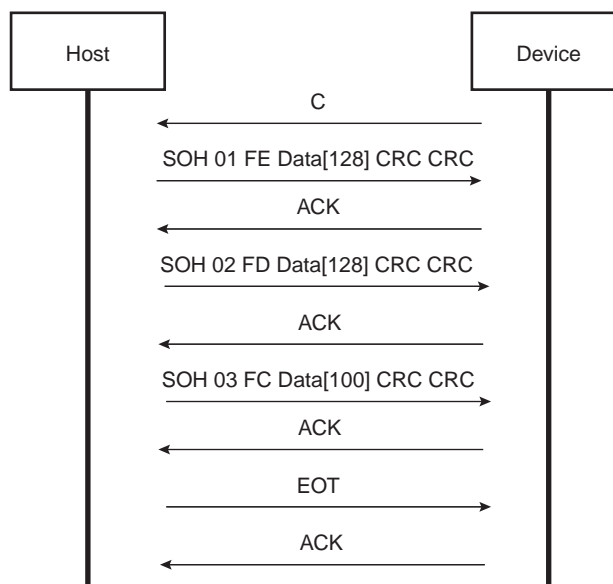 Host
Device
C
SOH 01 FE Data[128] CRC CRC
ACK
SOH 02 FD Data[128] CRC CRC
ACK
SOH 03 FC Data[100] CRC CRC
ACK
EOT
ACK